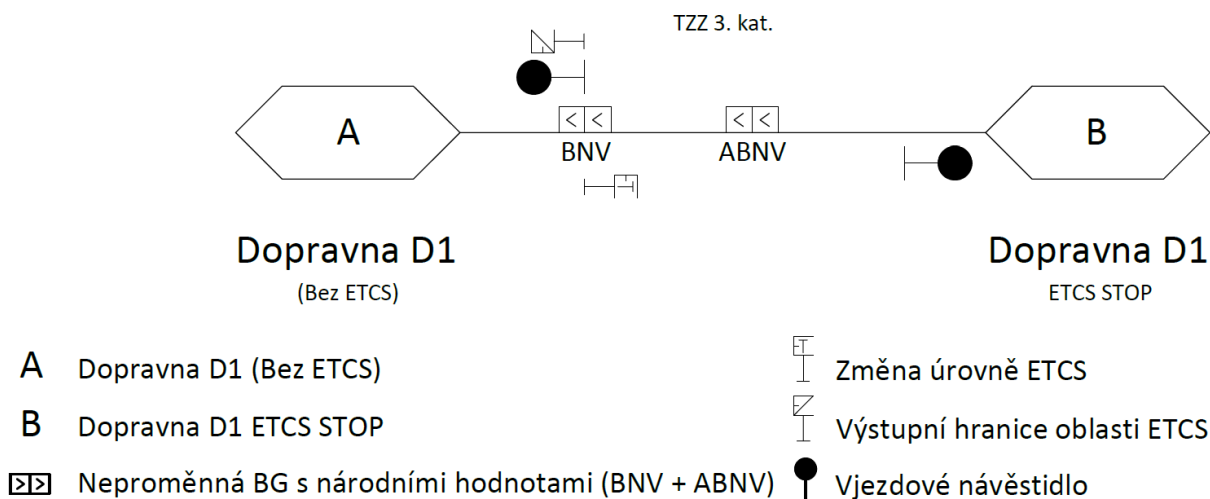 TZZ 3. kat.
A
B
BNV
ABNV
Dopravna D1
(Bez ETCS)
Dopravna D1
ETCS STOP
A Dopravna D1 (Bez ETCS)
B Dopravna D1 ETCS STOP
Neproměnná BG s národními hodnotami (BNV + ABNV)
Změna úrovně ETCS
Výstupní hranice oblasti ETCS
Vjezdové návěstidlo